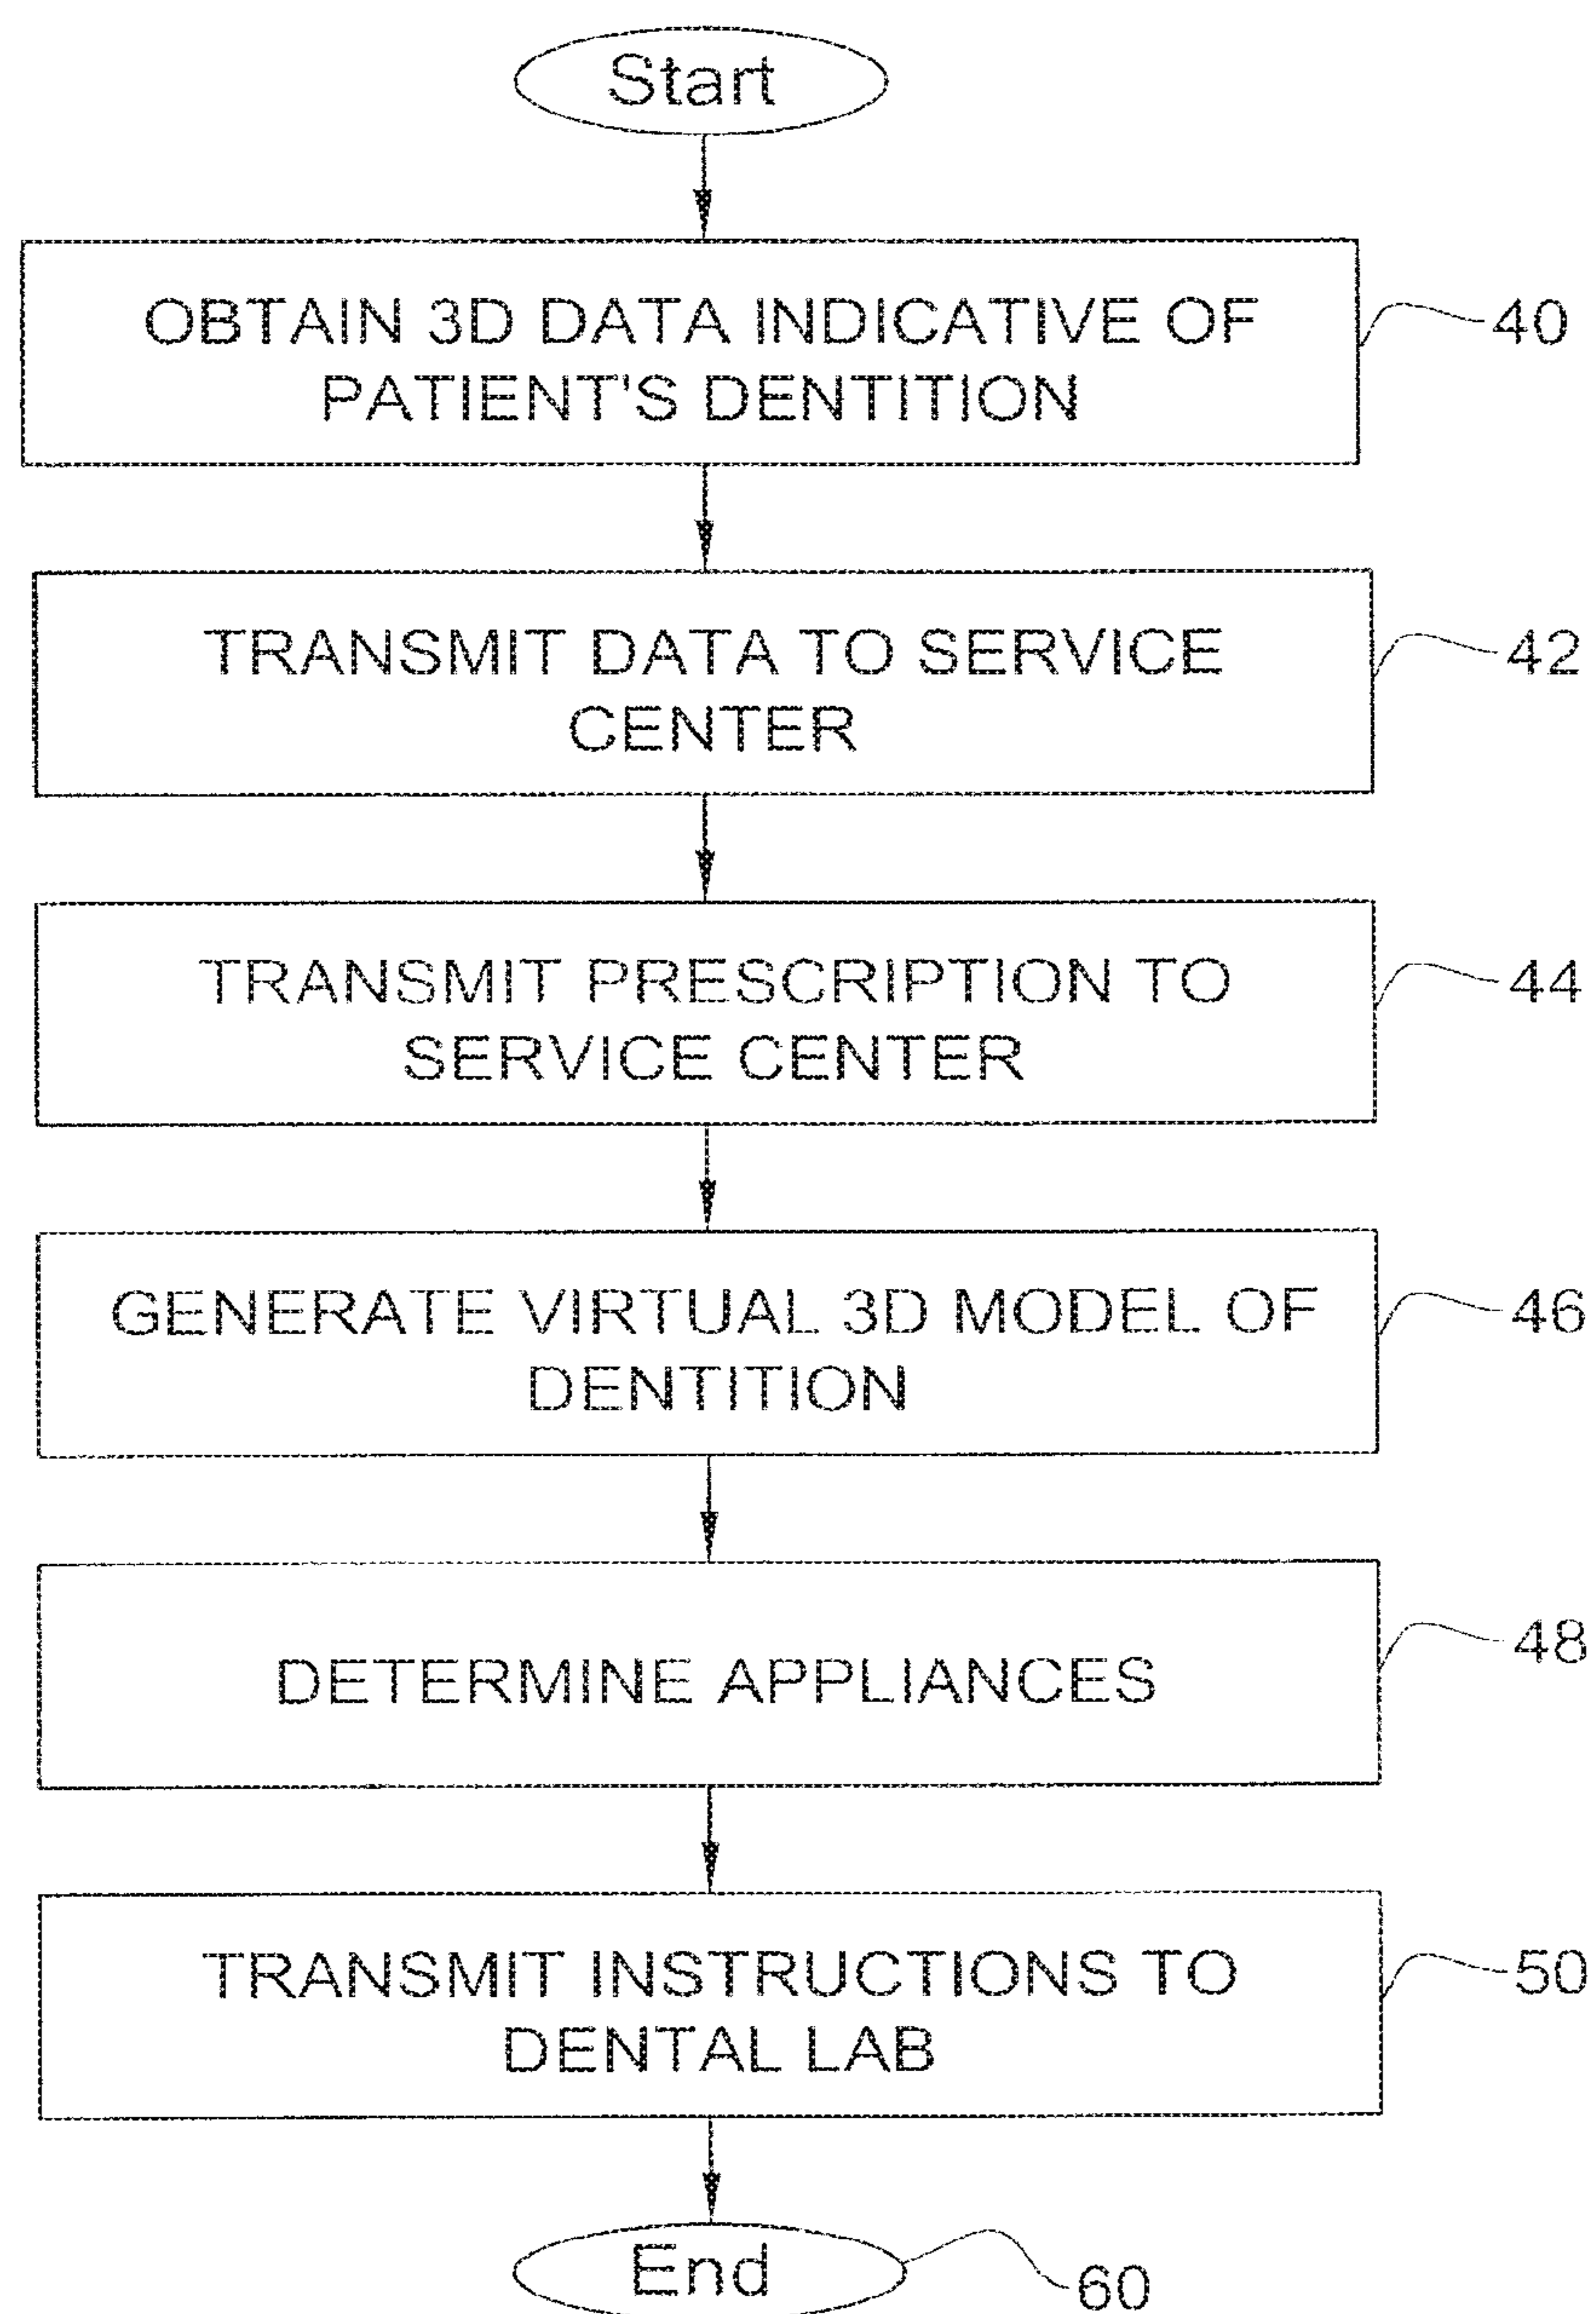 Start
OBTAIN 3D DATA INDICATIVE OF
PATIENT'S DENTITION
40
TRANSMIT DATA TO SERVICE
CENTER
42
TRANSMIT PRESCRIPTION TO
SERVICE CENTER
44
GENERATE VIRTUAL 3D MODEL OF
DENTITION
46
DETERMINE APPLIANCES
48
TRANSMIT INSTRUCTIONS TO
DENTAL LAB
50
End
60